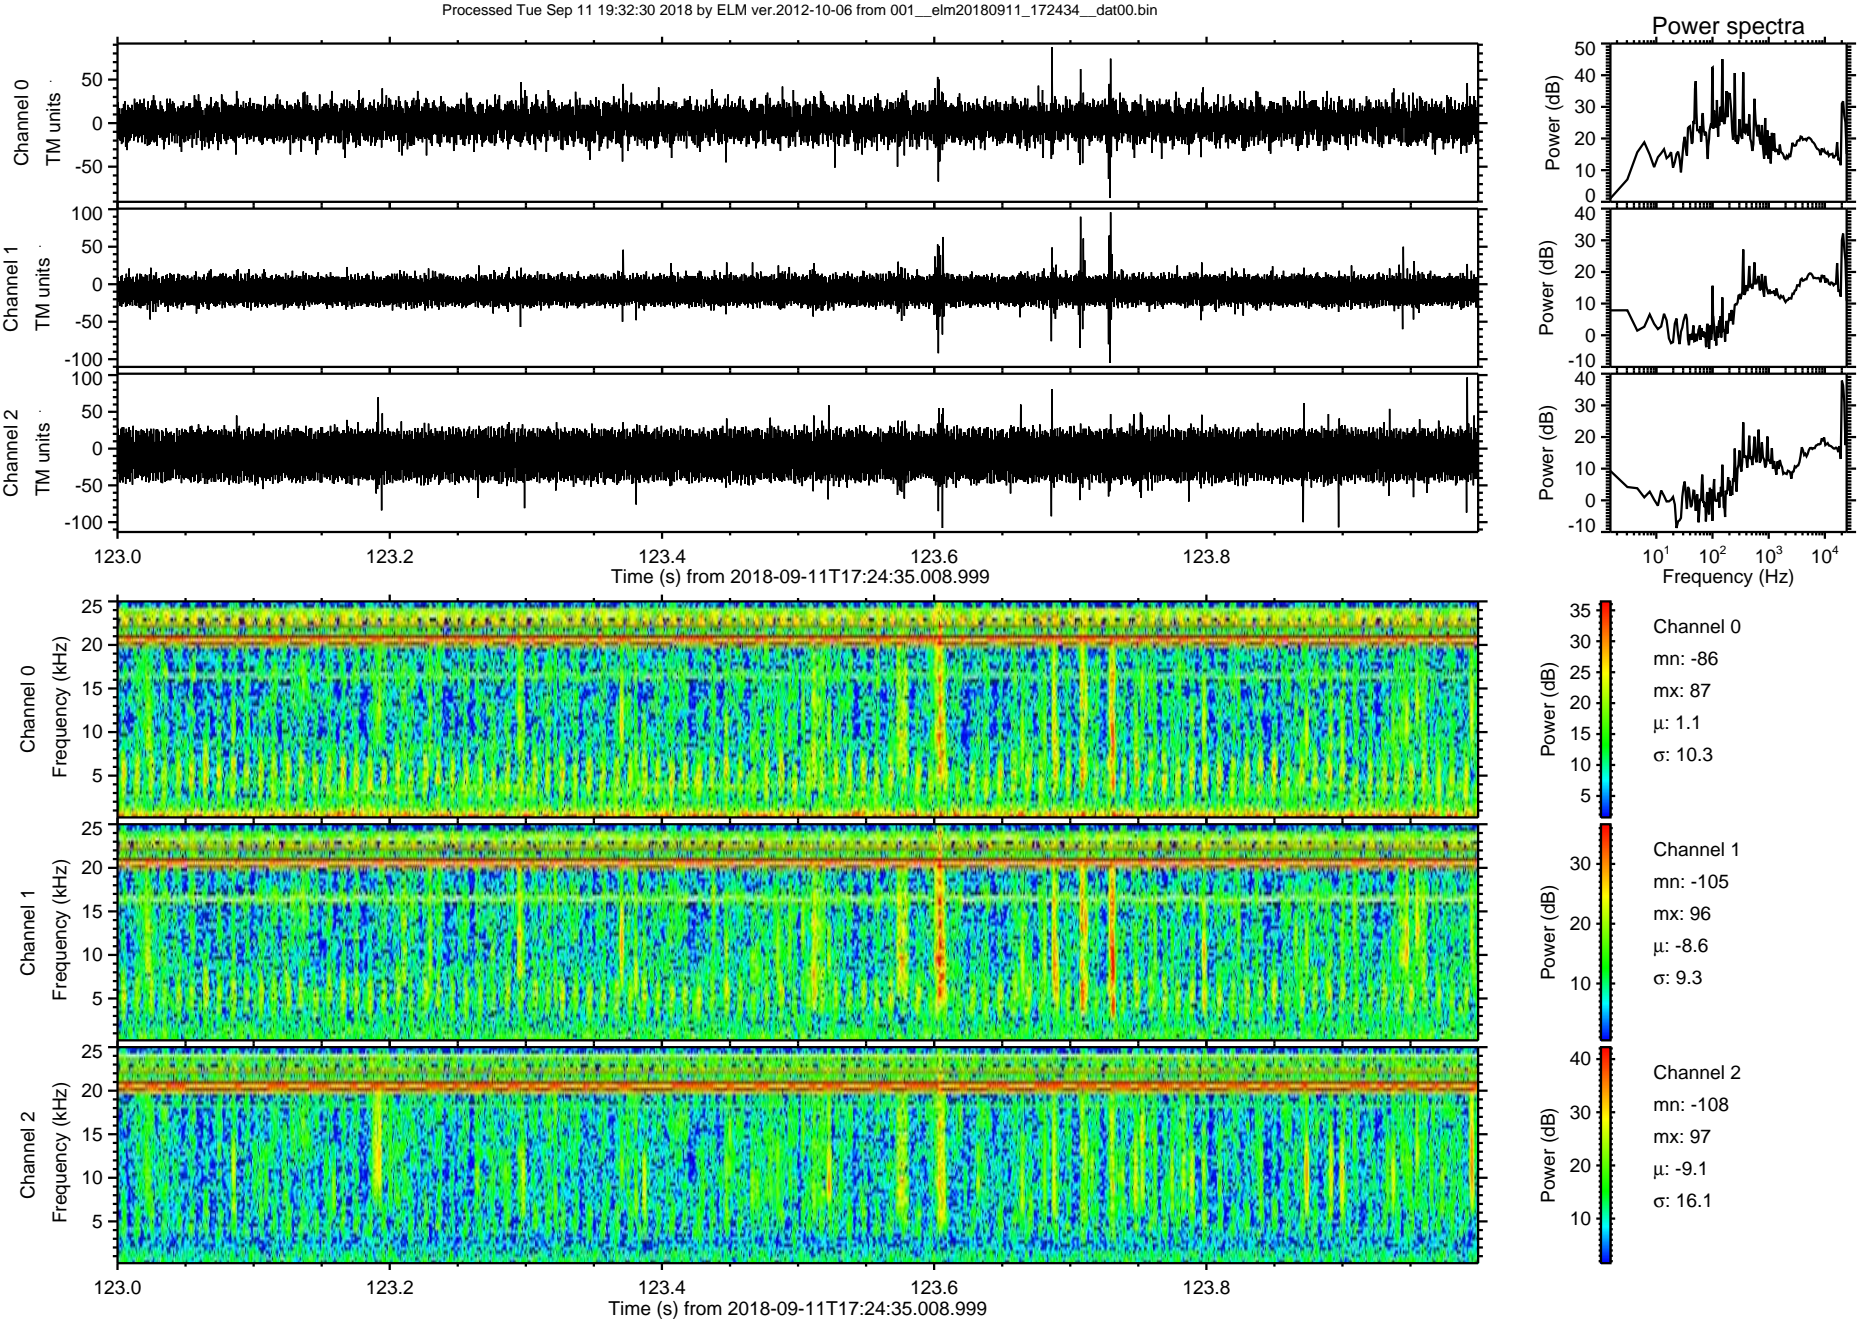 Processed Tue Sep 11 19:32:30 2018 by ELM ver.2012-10-06 from 001__elm20180911_172434__dat00.bin
Power spectra
Channel 0
TM units
50
0
-50
Power (dB)
50
40
30
20
10
0
Channel 1
TM units
100
50
0
-50
-100
Power (dB)
40
30
20
10
0
-10
Channel 2
TM units
100
50
0
-50
-100
Power (dB)
40
30
20
10
0
-10
123.0 123.2 123.4 123.6 123.8
Time (s) from 2018-09-11T17:24:35.008.999
10¹ 10² 10³ 10⁴
Frequency (Hz)
Channel 0
Frequency (kHz)
25
20
15
10
5
Power (dB)
35
30
25
20
15
10
5
Channel 0
mn: -86
mx: 87
μ: 1.1
σ: 10.3
Channel 1
Frequency (kHz)
25
20
15
10
5
Power (dB)
30
20
10
Channel 1
mn: -105
mx: 96
μ: -8.6
σ: 9.3
Channel 2
Frequency (kHz)
25
20
15
10
5
Power (dB)
40
30
20
10
Channel 2
mn: -108
mx: 97
μ: -9.1
σ: 16.1
123.0 123.2 123.4 123.6 123.8
Time (s) from 2018-09-11T17:24:35.008.999